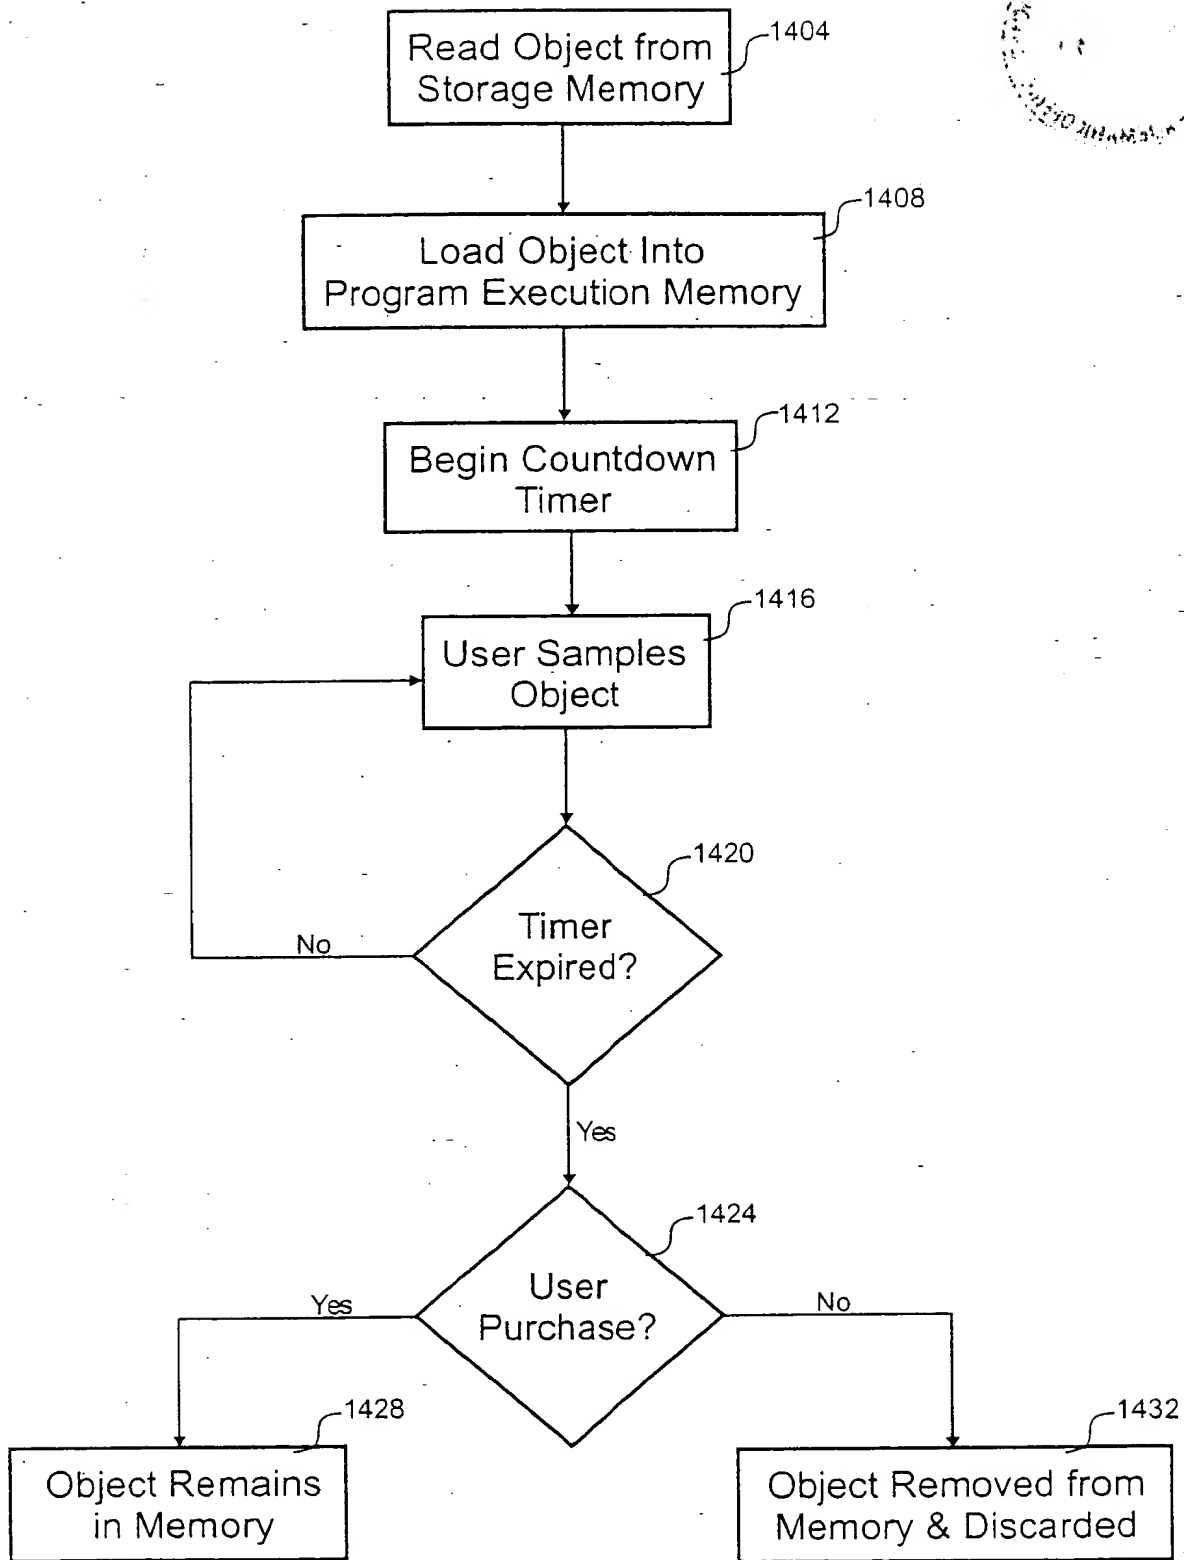 Read Object from
Storage Memory
1404
Load Object Into
Program Execution Memory
1408
Begin Countdown
Timer
1412
User Samples
Object
1416
Timer
Expired?
1420
No
Yes
User
Purchase?
1424
Yes
No
Object Remains
in Memory
1428
Object Removed from
Memory & Discarded
1432